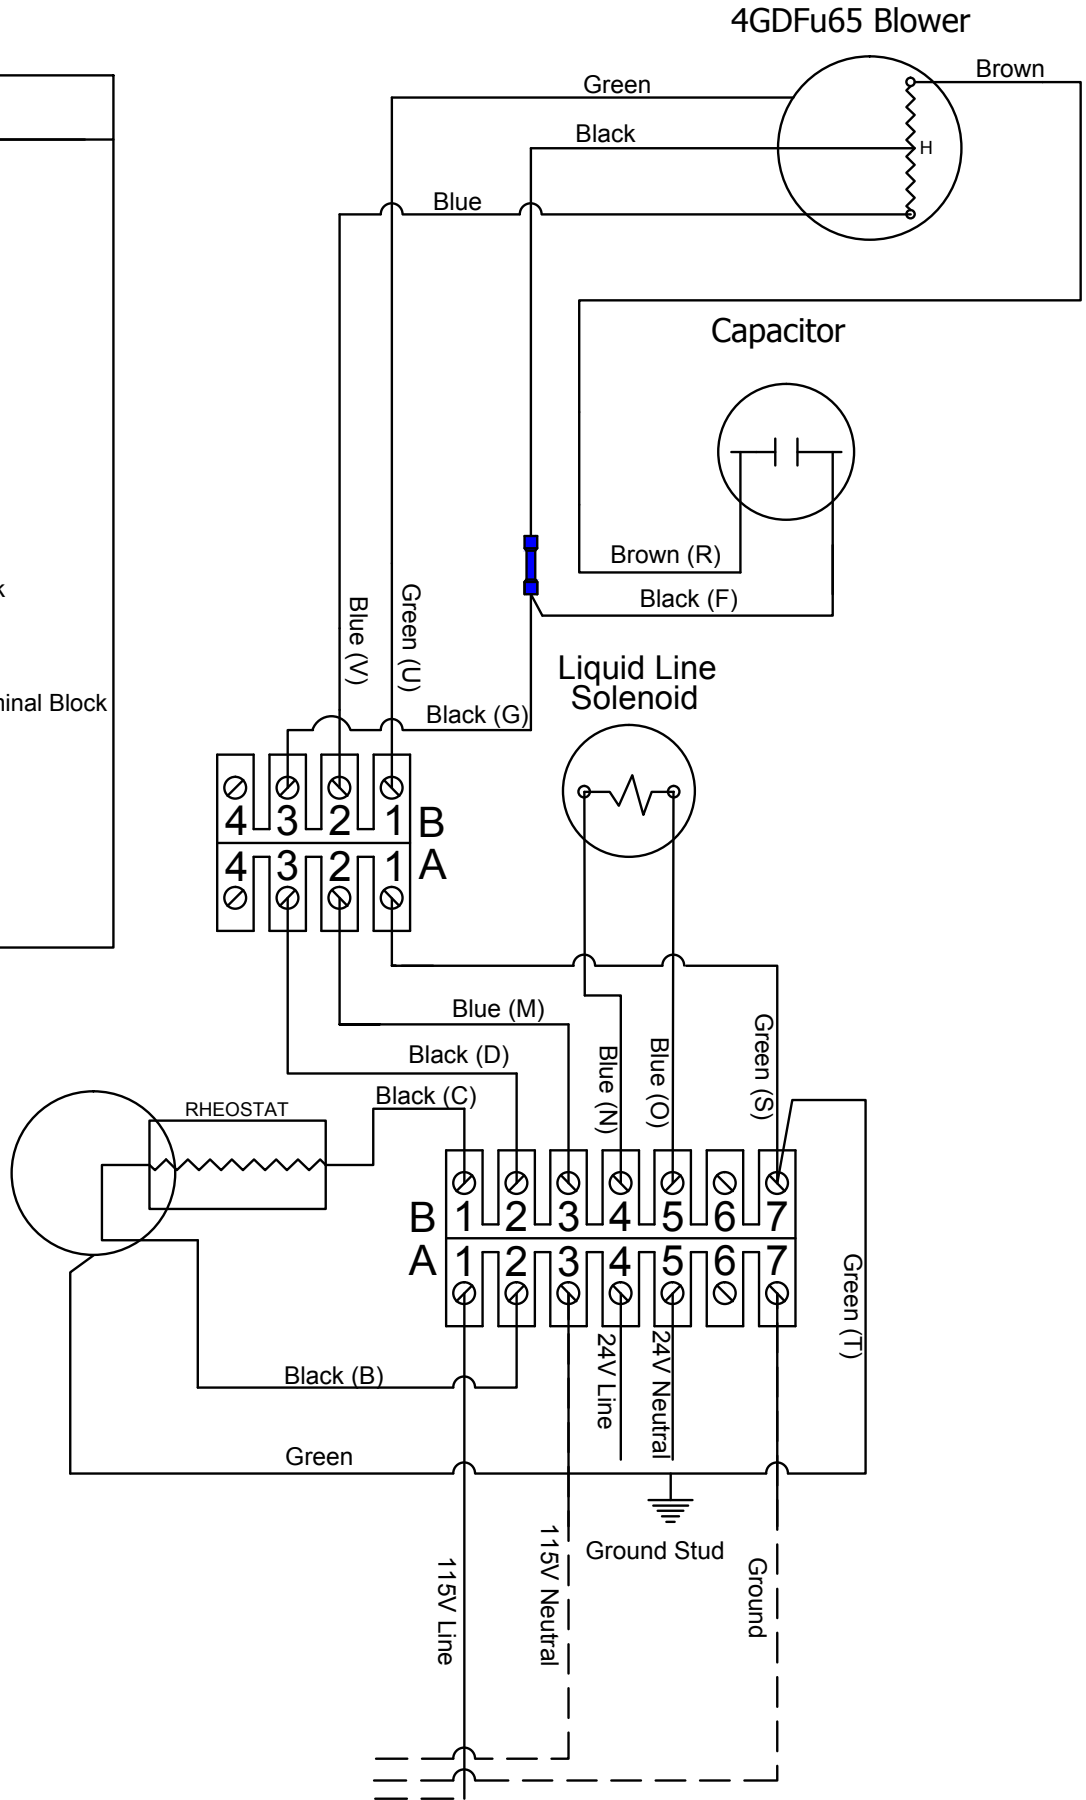 4GDFu65 Blower
Brown
Green
Black
H
Blue
Capacitor
Brown (R)
Black (F)
Blue (V)
Green (U)
Liquid Line
Solenoid
Block
Black (G)
4 3 2 1 B
4 3 2 1 A
Blue (M)
Black (D)
Black (C)
RHEOSTAT
Blue (N)
Blue (O)
Green (S)
B 1 2 3 4 5 6 7
A 1 2 3 4 5 6 7
Green (T)
24V Line
24V Neutral
Black (B)
Green
Ground Stud
115V Line
115V Neutral
Ground